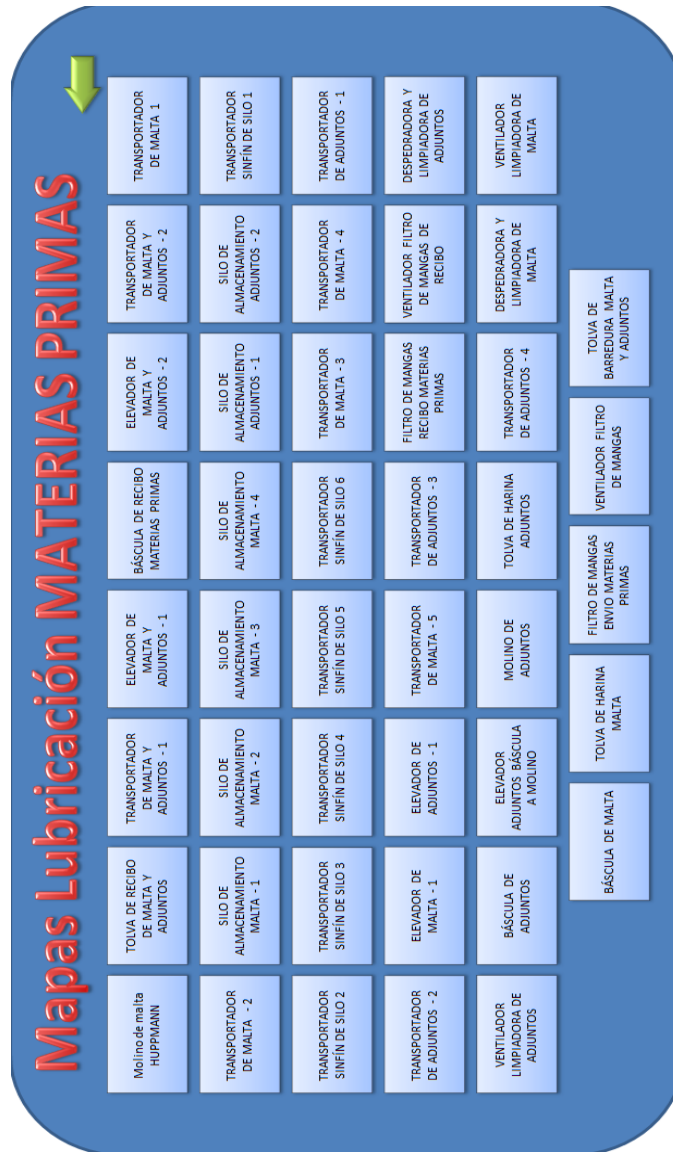 Mapas Lubricación MATERIAS PRIMAS
Molino de malta
HUPPMANN
TOLVA DE RECIBO
DE MALTA Y
ADJUNTOS
TRANSPORTADOR
DE MALTA Y
ADJUNTOS - 1
ELEVADOR DE
MALTA Y
ADJUNTOS - 1
BÁSCULA DE RECIBO
MATERIAS PRIMAS
ELEVADOR DE
MALTA Y
ADJUNTOS - 2
TRANSPORTADOR
DE MALTA Y
ADJUNTOS - 2
TRANSPORTADOR
DE MALTA 1
TRANSPORTADOR
DE MALTA - 2
SILO DE
ALMACENAMIENTO
MALTA - 1
SILO DE
ALMACENAMIENTO
MALTA - 2
SILO DE
ALMACENAMIENTO
MALTA - 3
SILO DE
ALMACENAMIENTO
MALTA - 4
SILO DE
ALMACENAMIENTO
ADJUNTOS - 1
SILO DE
ALMACENAMIENTO
ADJUNTOS - 2
TRANSPORTADOR
SINFÍN DE SILO 1
TRANSPORTADOR
SINFÍN DE SILO 2
TRANSPORTADOR
SINFÍN DE SILO 3
TRANSPORTADOR
SINFÍN DE SILO 4
TRANSPORTADOR
SINFÍN DE SILO 5
TRANSPORTADOR
SINFÍN DE SILO 6
TRANSPORTADOR
DE MALTA - 3
TRANSPORTADOR
DE MALTA - 4
TRANSPORTADOR
DE ADJUNTOS - 1
TRANSPORTADOR
DE ADJUNTOS - 2
ELEVADOR DE
MALTA - 1
ELEVADOR DE
ADJUNTOS - 1
TRANSPORTADOR
DE MALTA - 5
TRANSPORTADOR
DE ADJUNTOS - 3
FILTRO DE MANGAS
RECIBO MATERIAS
PRIMAS
VENTILADOR FILTRO
DE MANGAS DE
RECIBO
DESPEDRADORA Y
LIMPIADORA DE
ADJUNTOS
VENTILADOR
LIMPIADORA DE
ADJUNTOS
BÁSCULA DE
ADJUNTOS
ELEVADOR
ADJUNTOS BÁSCULA
A MOLINO
MOLINO DE
ADJUNTOS
TOLVA DE HARINA
ADJUNTOS
TRANSPORTADOR
DE ADJUNTOS - 4
DESPEDRADORA Y
LIMPIADORA DE
MALTA
VENTILADOR
LIMPIADORA DE
MALTA
BÁSCULA DE MALTA
TOLVA DE HARINA
MALTA
FILTRO DE MANGAS
ENVIO MATERIAS
PRIMAS
VENTILADOR FILTRO
DE MANGAS
TOLVA DE
BARREDURA MALTA
Y ADJUNTOS